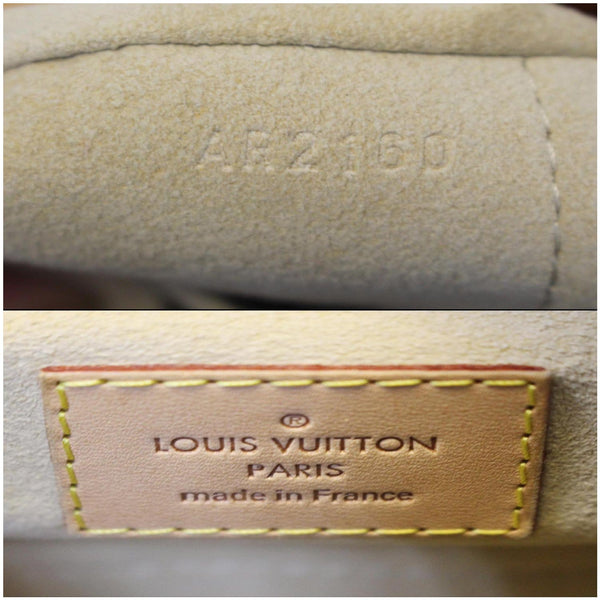 AR2160
®
LOUIS VUITTON
PARIS
made in France